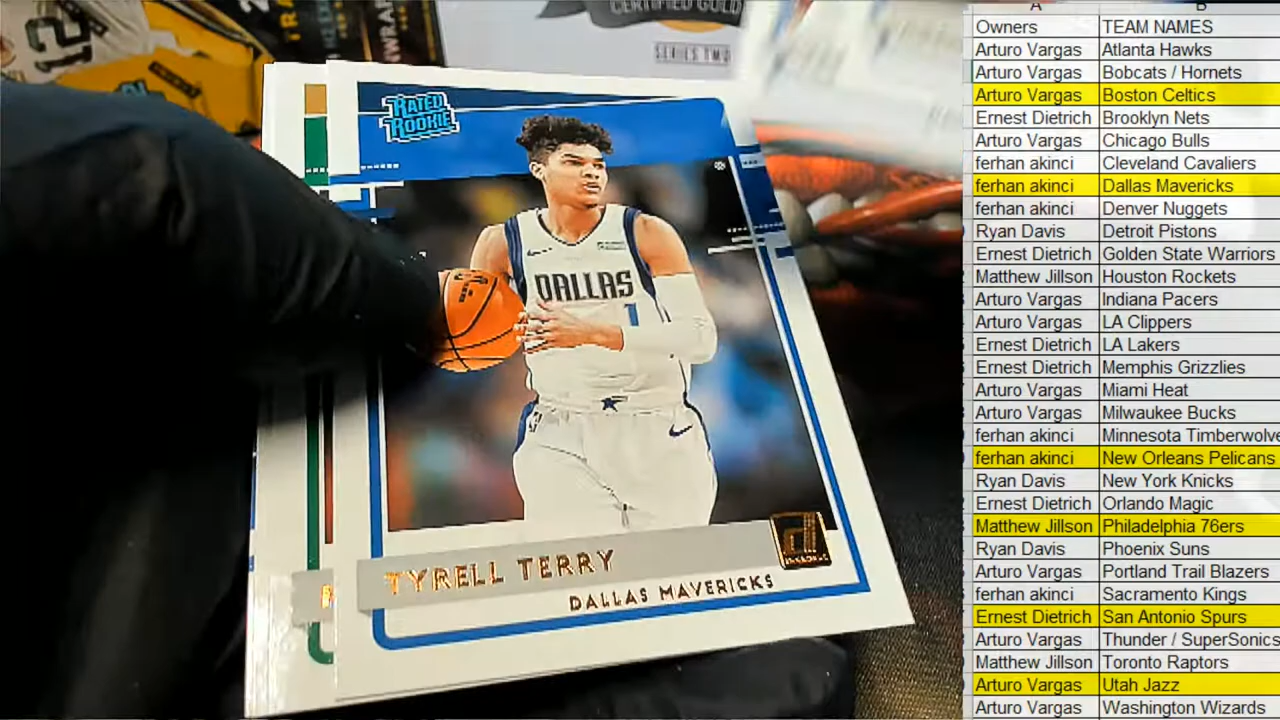 12
CERTIFIED GOLD
SERIES TWO
RATED
ROOKIE
DALLAS
1
TYRELL TERRY
DALLAS MAVERICKS
A B
Owners TEAM NAMES
Arturo Vargas Atlanta Hawks
Arturo Vargas Bobcats / Hornets
Arturo Vargas Boston Celtics
Ernest Dietrich Brooklyn Nets
Arturo Vargas Chicago Bulls
ferhan akinci Cleveland Cavaliers
ferhan akinci Dallas Mavericks
ferhan akinci Denver Nuggets
Ryan Davis Detroit Pistons
Ernest Dietrich Golden State Warriors
Matthew Jillson Houston Rockets
Arturo Vargas Indiana Pacers
Arturo Vargas LA Clippers
Ernest Dietrich LA Lakers
Ernest Dietrich Memphis Grizzlies
Arturo Vargas Miami Heat
Arturo Vargas Milwaukee Bucks
ferhan akinci Minnesota Timberwolve
ferhan akinci New Orleans Pelicans
Ryan Davis New York Knicks
Ernest Dietrich Orlando Magic
Matthew Jillson Philadelphia 76ers
Ryan Davis Phoenix Suns
Arturo Vargas Portland Trail Blazers
ferhan akinci Sacramento Kings
Ernest Dietrich San Antonio Spurs
Arturo Vargas Thunder / SuperSonics
Matthew Jillson Toronto Raptors
Arturo Vargas Utah Jazz
Arturo Vargas Washington Wizards